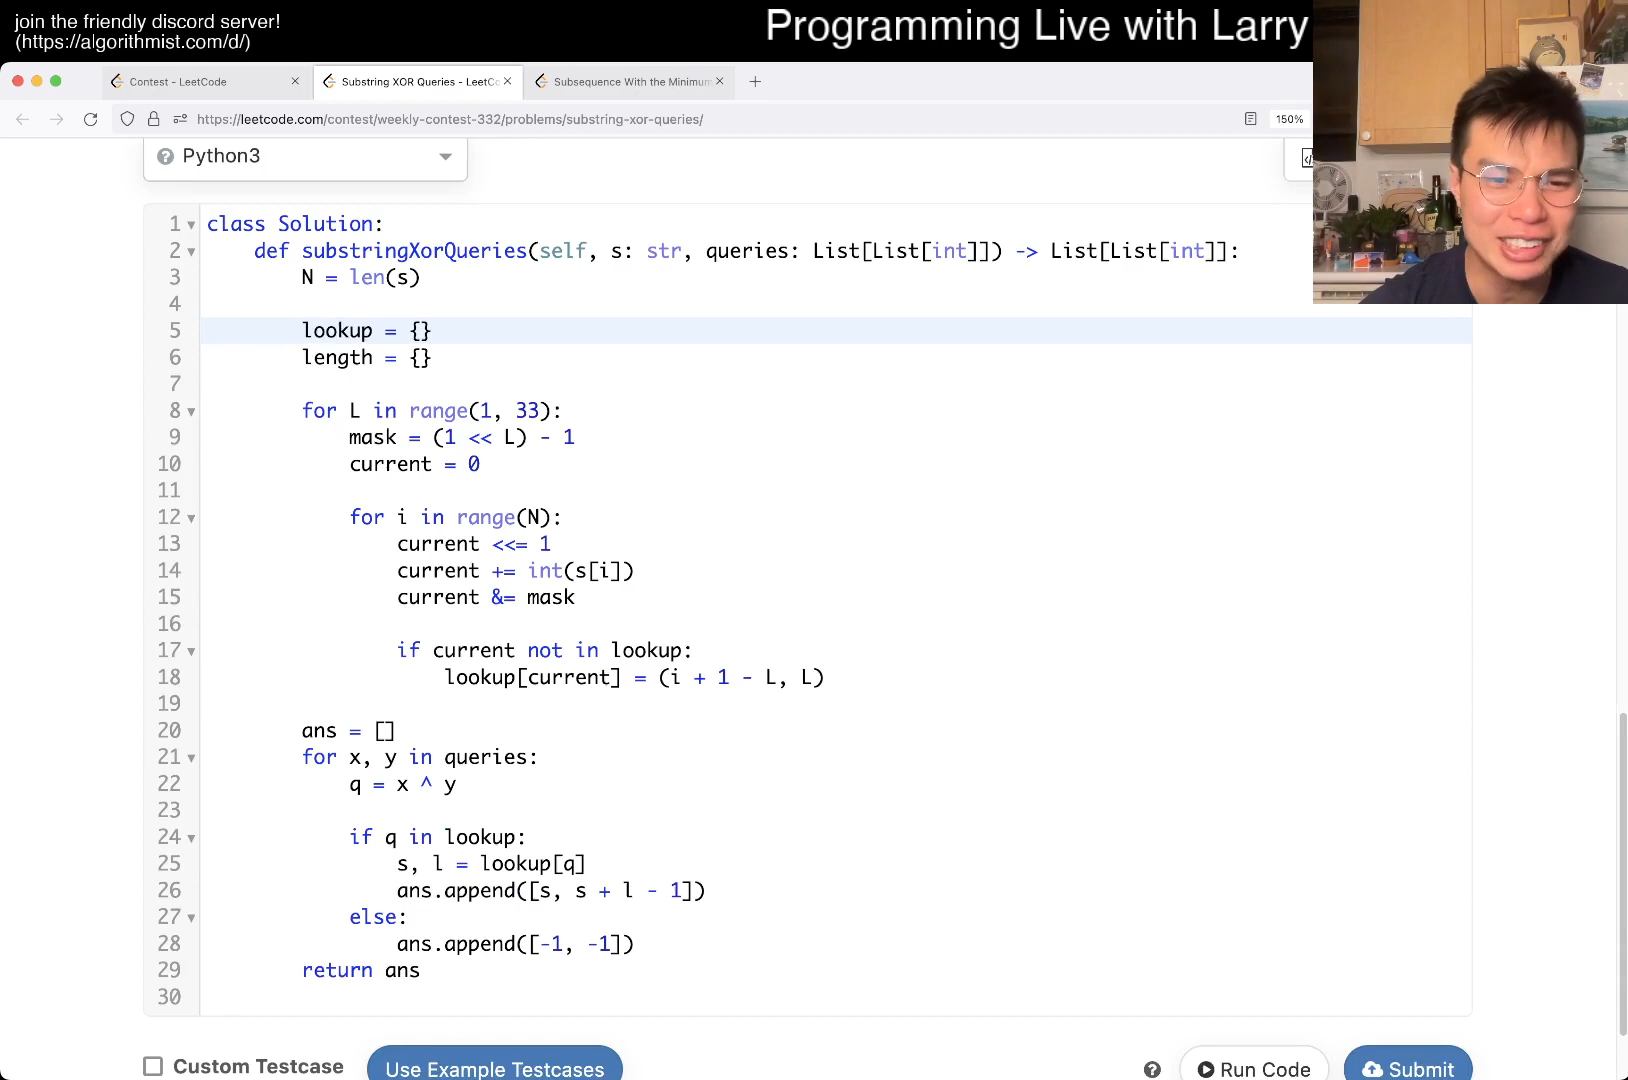 join the friendly discord server!
(https://algorithmist.com/d/)
Programming Live with Larry
Contest - LeetCode
Substring XOR Queries - LeetCo
Subsequence With the Minimum
https://leetcode.com/contest/weekly-contest-332/problems/substring-xor-queries/
150%
Python3
1 class Solution:
2 def substringXorQueries(self, s: str, queries: List[List[int]]) -> List[List[int]]:
3 N = len(s)
4
5 lookup = {}
6 length = {}
7
8 for L in range(1, 33):
9 mask = (1 << L) - 1
10 current = 0
11
12 for i in range(N):
13 current <<= 1
14 current += int(s[i])
15 current &= mask
16
17 if current not in lookup:
18 lookup[current] = (i + 1 - L, L)
19
20 ans = []
21 for x, y in queries:
22 q = x ^ y
23
24 if q in lookup:
25 s, l = lookup[q]
26 ans.append([s, s + l - 1])
27 else:
28 ans.append([-1, -1])
29 return ans
30
Custom Testcase
Use Example Testcases
Run Code
Submit